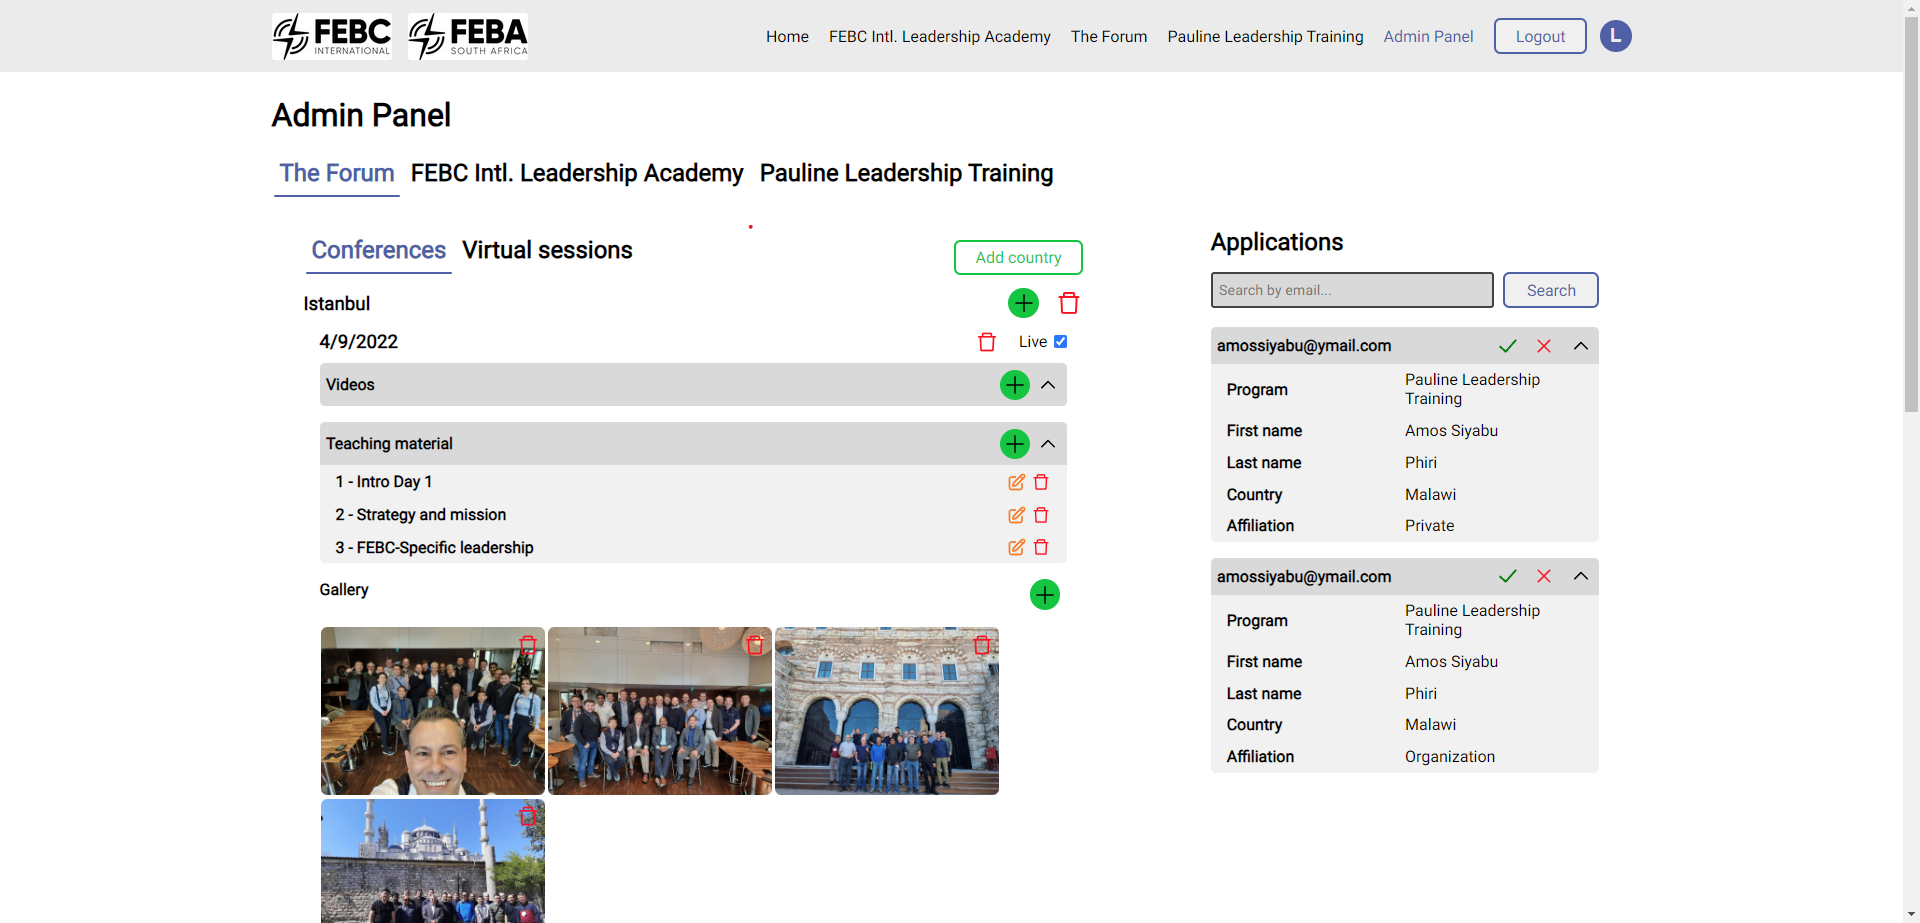 FEBC
INTERNATIONAL
FEBA
SOUTH AFRICA
Home FEBC Intl. Leadership Academy The Forum Pauline Leadership Training Admin Panel Logout L
Admin Panel
The Forum FEBC Intl. Leadership Academy Pauline Leadership Training
Conferences Virtual sessions
Add country
Istanbul
4/9/2022
Live
Videos
Teaching material
1 - Intro Day 1
2 - Strategy and mission
3 - FEBC-Specific leadership
Gallery
Applications
Search by email...
Search
amossiyabu@ymail.com
Program Pauline Leadership
Training
First name Amos Siyabu
Last name Phiri
Country Malawi
Affiliation Private
amossiyabu@ymail.com
Program Pauline Leadership
Training
First name Amos Siyabu
Last name Phiri
Country Malawi
Affiliation Organization